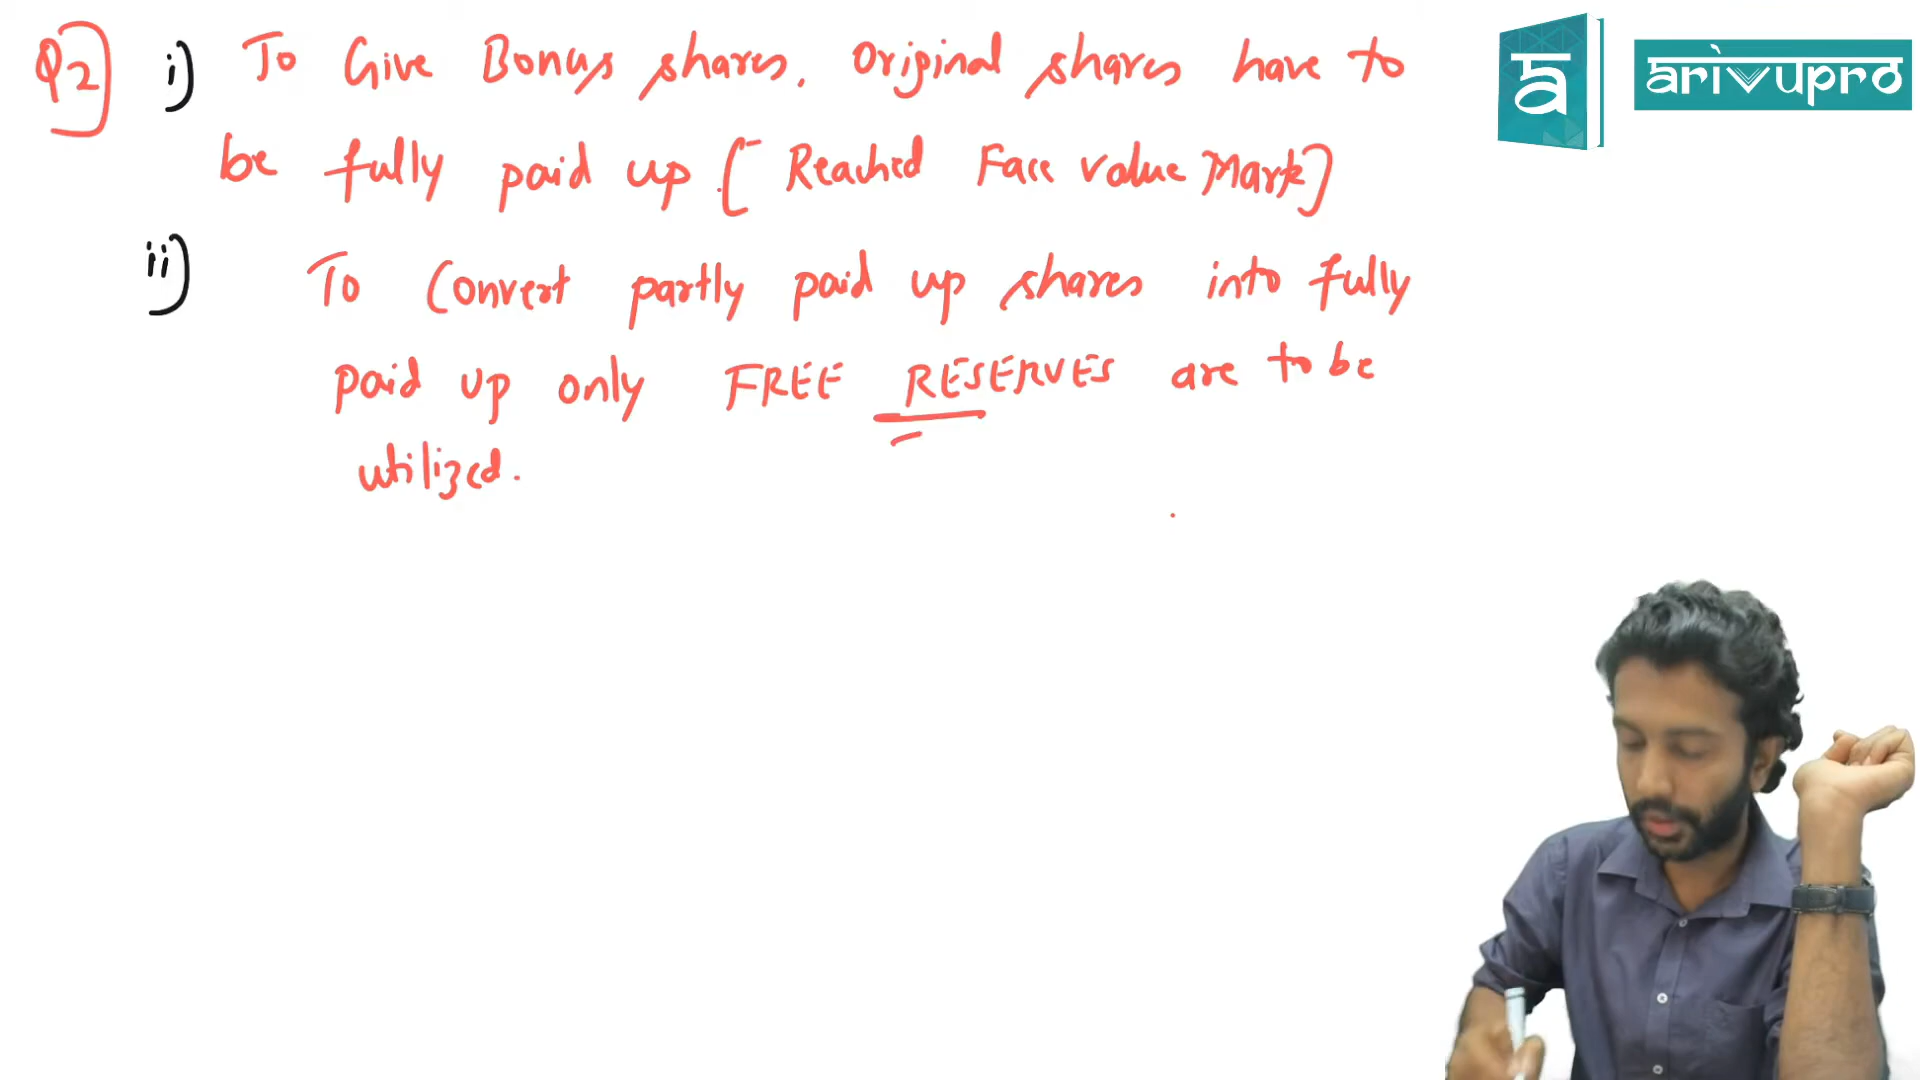 Q2] i) To Give Bonus shares. Original shares have to
be fully paid up [Reached Face value Mark]
ii) To Convert partly paid up shares into fully
paid up only FREE RESERVES are to be
utilized.
ā
arivupro